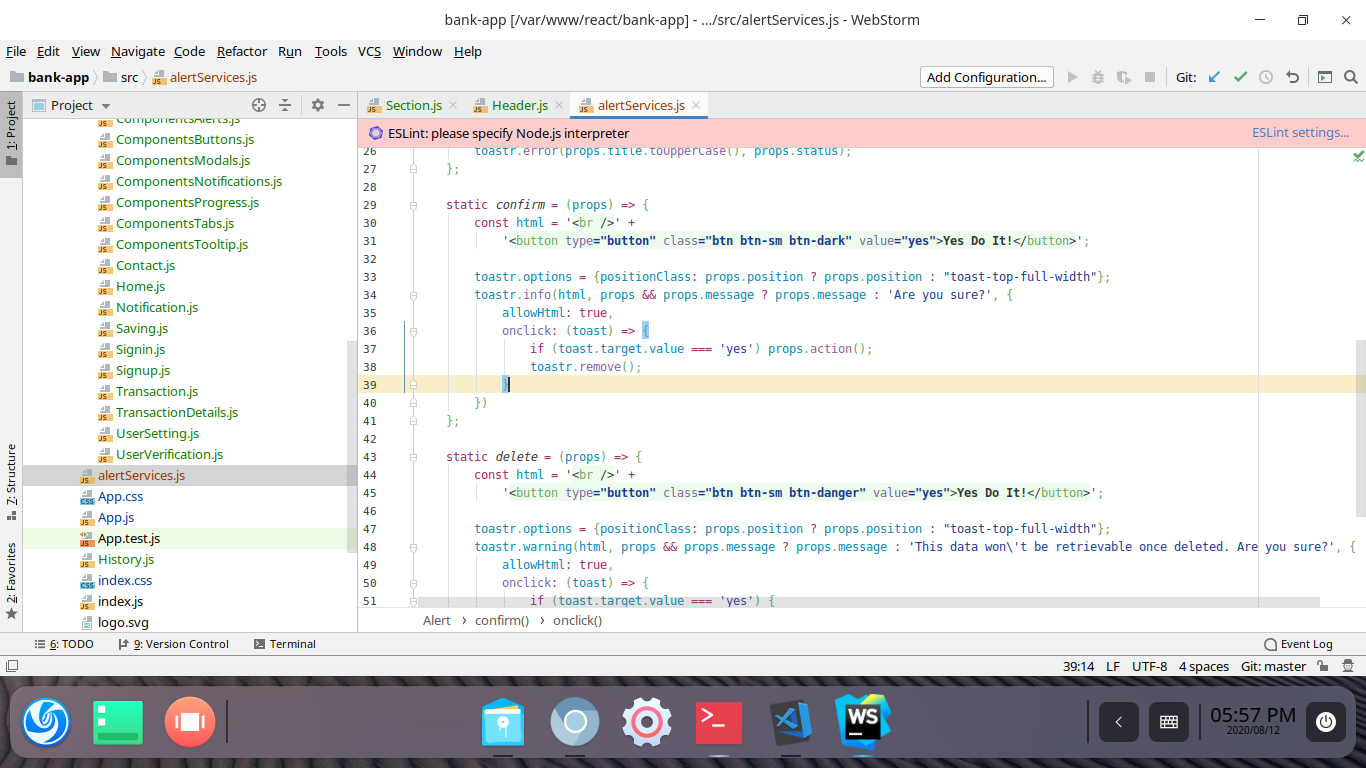 bank-app [/var/www/react/bank-app] - .../src/alertServices.js - WebStorm
File Edit View Navigate Code Refactor Run Tools VCS Window Help
bank-app src alertServices.js Add Configuration... Git:
1: Project
Project
ComponentsAlerts.js
ComponentsButtons.js
ComponentsModals.js
ComponentsNotifications.js
ComponentsProgress.js
ComponentsTabs.js
ComponentsTooltip.js
Contact.js
Home.js
Notification.js
Saving.js
Signin.js
Signup.js
Transaction.js
TransactionDetails.js
UserSetting.js
UserVerification.js
alertServices.js
App.css
App.js
App.test.js
History.js
index.css
index.js
logo.svg
7: Structure
2: Favorites
Section.js Header.js alertServices.js
ESLint: please specify Node.js interpreter ESLint settings...
26 toastr.error(props.title.toUpperCase(), props.status);
27 };
28
29 static confirm = (props) => {
30 const html = '<br />' +
31 '<button type="button" class="btn btn-sm btn-dark" value="yes">Yes Do It!</button>';
32
33 toastr.options = {positionClass: props.position ? props.position : "toast-top-full-width"};
34 toastr.info(html, props && props.message ? props.message : 'Are you sure?', {
35 allowHtml: true,
36 onclick: (toast) => {
37 if (toast.target.value === 'yes') props.action();
38 toastr.remove();
39 }
40 })
41 };
42
43 static delete = (props) => {
44 const html = '<br />' +
45 '<button type="button" class="btn btn-sm btn-danger" value="yes">Yes Do It!</button>';
46
47 toastr.options = {positionClass: props.position ? props.position : "toast-top-full-width"};
48 toastr.warning(html, props && props.message ? props.message : 'This data won\'t be retrievable once deleted. Are you sure?', {
49 allowHtml: true,
50 onclick: (toast) => {
51 if (toast.target.value === 'yes') {
Alert > confirm() > onclick()
6: TODO 9: Version Control Terminal Event Log
39:14 LF UTF-8 4 spaces Git: master
WS
05:57 PM
2020/08/12